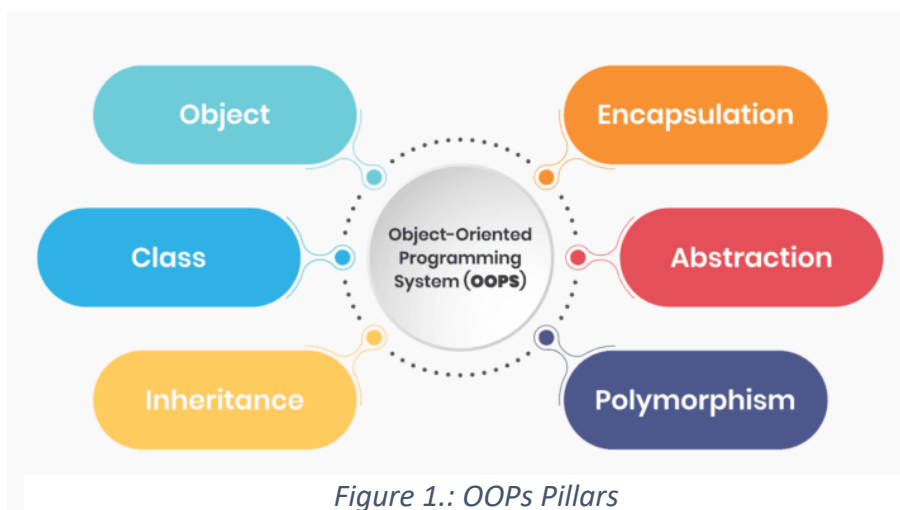 Object
Encapsulation
Object-Oriented
Programming
System (OOPS)
Class
Abstraction
Inheritance
Polymorphism
Figure 1.: OOPs Pillars